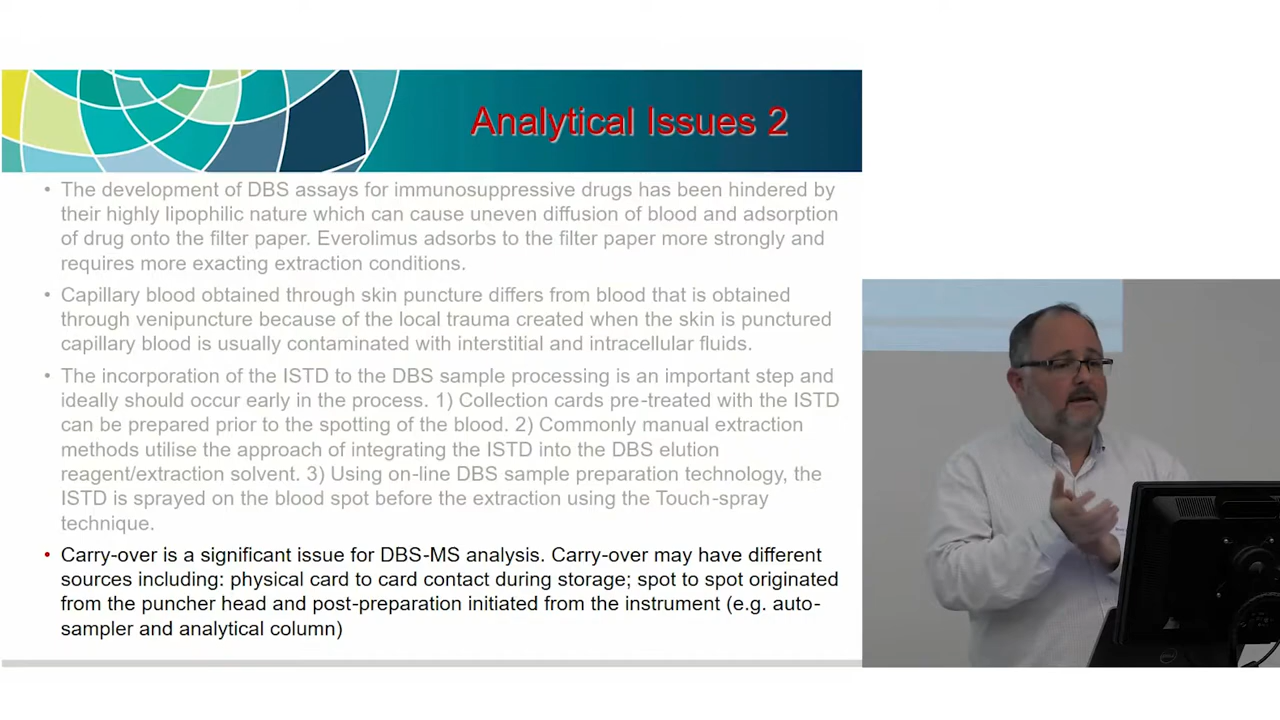 Analytical Issues 2
• The development of DBS assays for immunosuppressive drugs has been hindered by
their highly lipophilic nature which can cause uneven diffusion of blood and adsorption
of drug onto the filter paper. Everolimus adsorbs to the filter paper more strongly and
requires more exacting extraction conditions.
• Capillary blood obtained through skin puncture differs from blood that is obtained
through venipuncture because of the local trauma created when the skin is punctured
capillary blood is usually contaminated with interstitial and intracellular fluids.
• The incorporation of the ISTD to the DBS sample processing is an important step and
ideally should occur early in the process. 1) Collection cards pre-treated with the ISTD
can be prepared prior to the spotting of the blood. 2) Commonly manual extraction
methods utilise the approach of integrating the ISTD into the DBS elution
reagent/extraction solvent. 3) Using on-line DBS sample preparation technology, the
ISTD is sprayed on the blood spot before the extraction using the Touch-spray
technique.
• Carry-over is a significant issue for DBS-MS analysis. Carry-over may have different
sources including: physical card to card contact during storage; spot to spot originated
from the puncher head and post-preparation initiated from the instrument (e.g. auto-
sampler and analytical column)